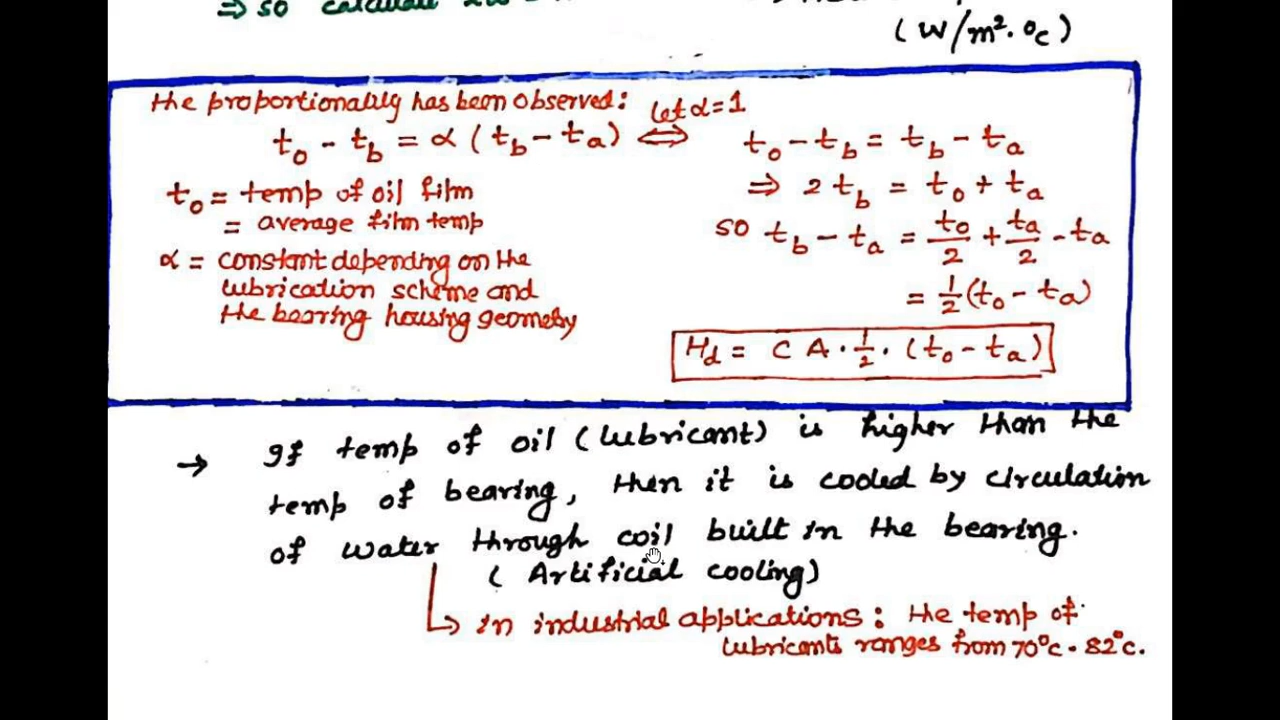 ⇒ so calculate
(W/m². °c)
the proportionality has been observed:
let α=1
t₀ - t_b = α (t_b - t_a) ⇔
t₀ - t_b = t_b - t_a
⇒ 2 t_b = t₀ + t_a
t₀ = temp of oil film
= average film temp
so t_b - t_a = t₀/2 + t_a/2 - t_a
α = constant depending on the
lubrication scheme and
the bearing housing geometry
= 1/2 (t₀ - t_a)
H_d = C A · 1/2 · (t₀ - t_a)
→ If temp of oil (lubricant) is higher than the
temp of bearing, then it is cooled by circulation
of water through coil built in the bearing.
( Artificial cooling)
↳ in industrial applications: the temp of
lubricants ranges from 70°c - 82°c.